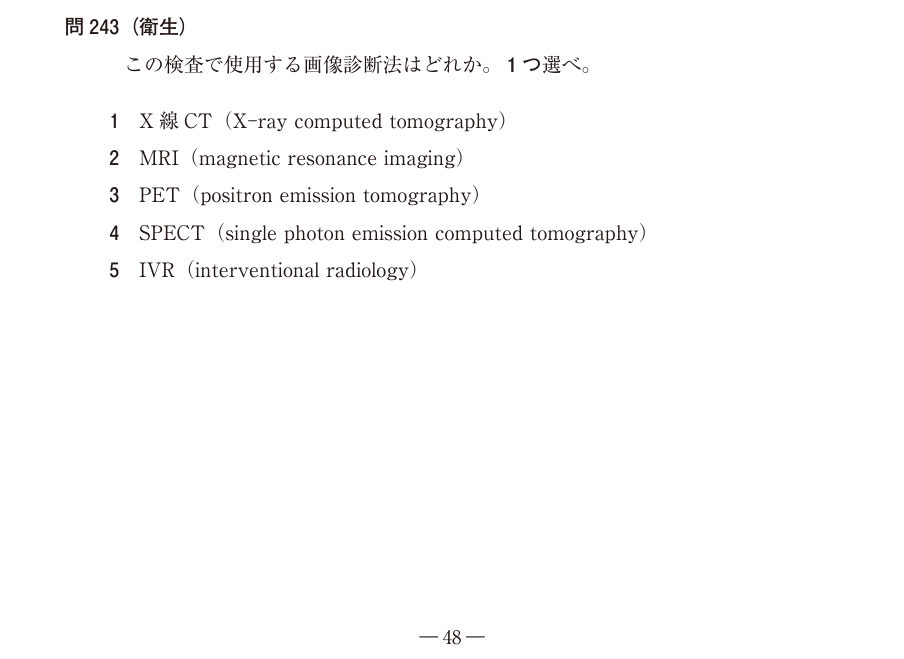 問 243（衛生）
この検査で使用する画像診断法はどれか。1つ選べ。
1 X 線 CT（X-ray computed tomography）
2 MRI（magnetic resonance imaging）
3 PET（positron emission tomography）
4 SPECT（single photon emission computed tomography）
5 IVR（interventional radiology）
— 48 —